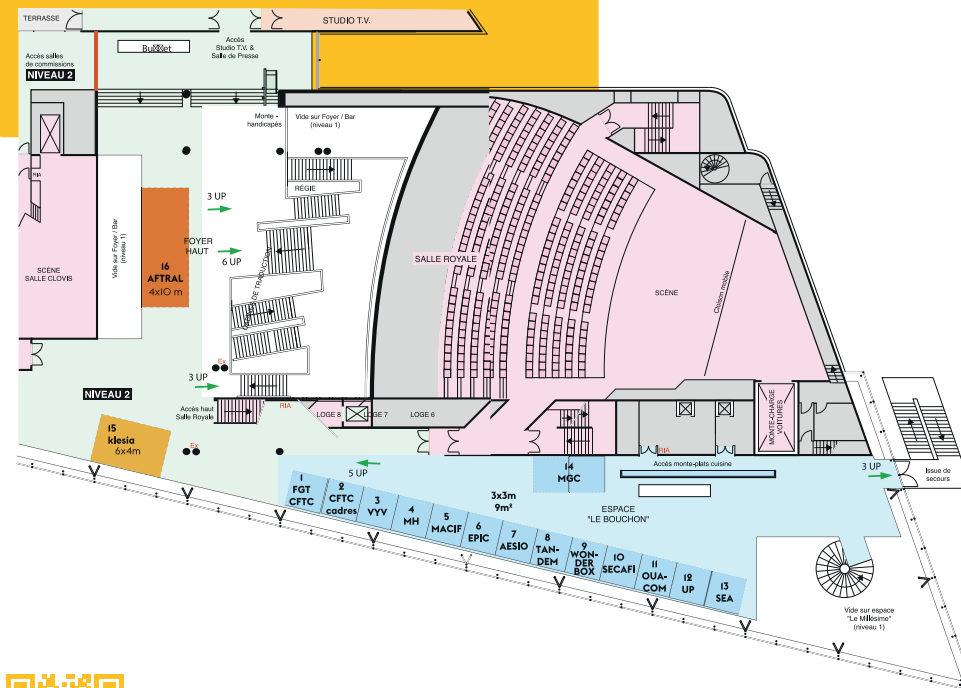 TERRASSE
STUDIO T.V.
Accès salles
de commissions
NIVEAU 2
Accès
Studio T.V. &
Salle de Presse
Monte -
handicapés
Vide sur Foyer / Bar
(niveau 1)
RIA
RÉGIE
3 UP
FOYER
HAUT
6 UP
Vide sur Foyer / Bar
(niveau 1)
16
AFTRAL
4x10 m
SCÈNE
SALLE CLOVIS
DE TRADUCTION
SALLE ROYALE
SCÈNE
Cloison mobile
Ex
3 UP
NIVEAU 2
Accès haut
Salle Royale
RIA
LOGE 8
LOGE 7
LOGE 6
MONTE-CHARGE
VOITURES
15
klesia
6x4m
Ex
5 UP
14
MGC
RIA
Accès monte-plats cuisine
3 UP
Issue de
secours
3x3m
9m²
ESPACE
"LE BOUCHON"
1
FGT
CFTC
2
CFTC
cadres
3
VYV
4
MH
5
MACIF
6
EPIC
7
AESIO
8
TAN-
DEM
9
WON-
DER
BOX
10
SECAFI
11
OUA-
COM
12
UP
13
SEA
Vide sur espace
"Le Millésime"
(niveau 1)